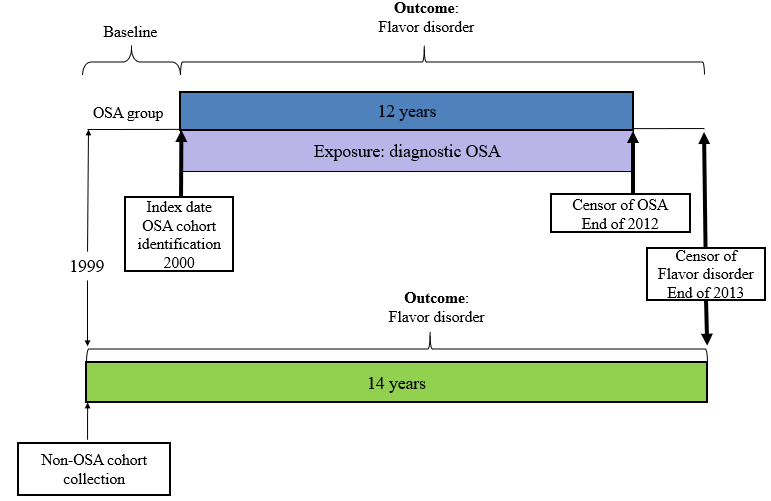 Outcome:
Flavor disorder
Baseline
OSA group
12 years
Exposure: diagnostic OSA
Index date
OSA cohort
identification
2000
Censor of OSA
End of 2012
1999
Censor of
Flavor disorder
End of 2013
Outcome:
Flavor disorder
14 years
Non-OSA cohort
collection